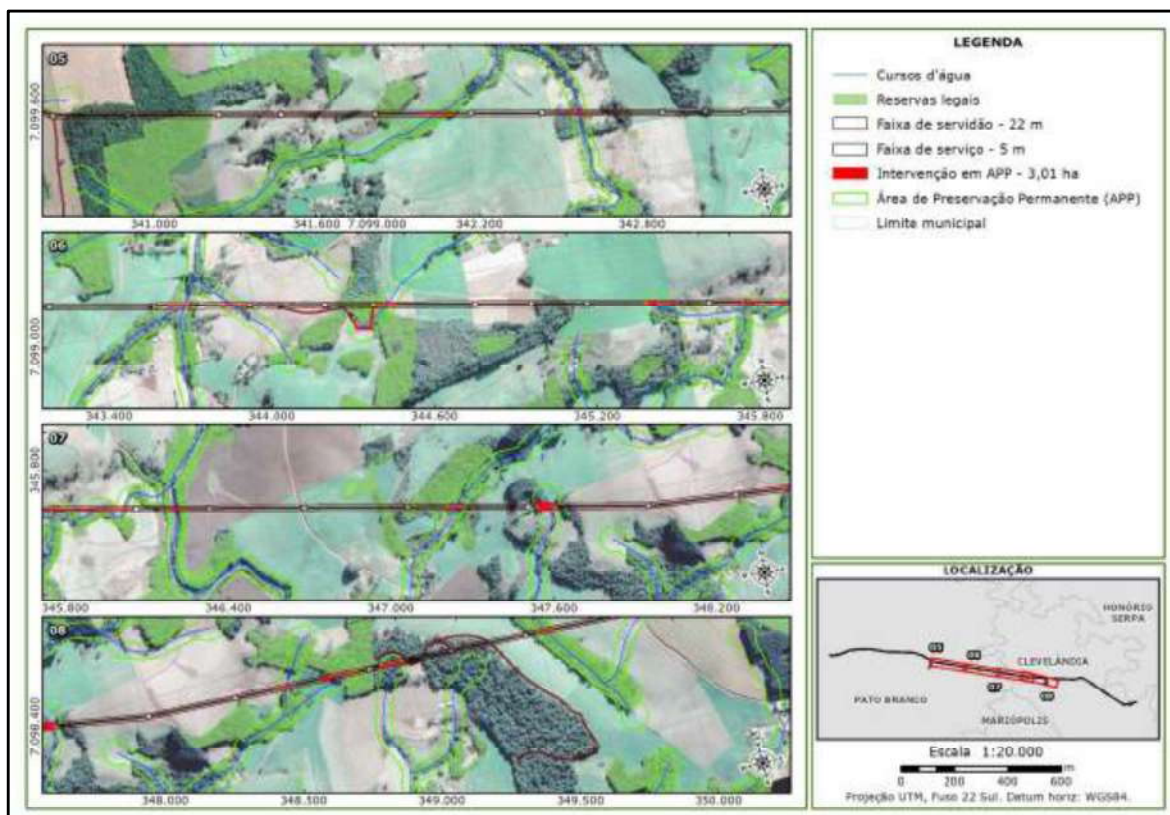 05
7.099.600
341.000
341.600
7.099.000
342.200
342.800
06
7.099.000
343.400
344.000
344.600
345.200
345.800
07
345.800
345.800
346.400
347.000
347.600
348.200
08
7.098.400
348.000
348.500
349.000
349.500
350.000
LEGENDA
Cursos d'água
Reservas legais
Faixa de servidão - 22 m
Faixa de serviço - 5 m
Intervenção em APP - 3,01 ha
Área de Preservação Permanente (APP)
Limite municipal
LOCALIZAÇÃO
HONÓRIO
SERPA
05
CLEVELÂNDIA
07
PATO BRANCO
MARIÓPOLIS
Escala 1:20.000
0 200 400 600 m
Projeção UTM, Fuso 22 Sul. Datum horiz: WGS84.